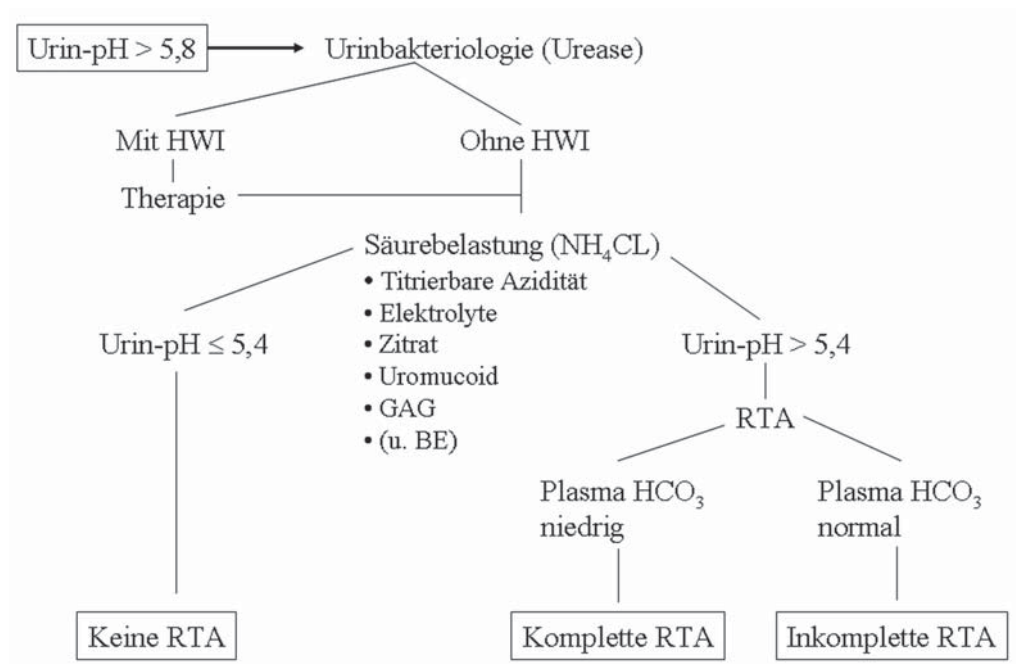 Urin-pH > 5,8
Urinbakteriologie (Urease)
Mit HWI
Ohne HWI
Therapie
Säurebelastung (NH₄CL)
• Titrierbare Azidität
• Elektrolyte
• Zitrat
• Uromucoid
• GAG
• (u. BE)
Urin-pH ≤ 5,4
Urin-pH > 5,4
RTA
Plasma HCO₃
niedrig
Plasma HCO₃
normal
Keine RTA
Komplette RTA
Inkomplette RTA